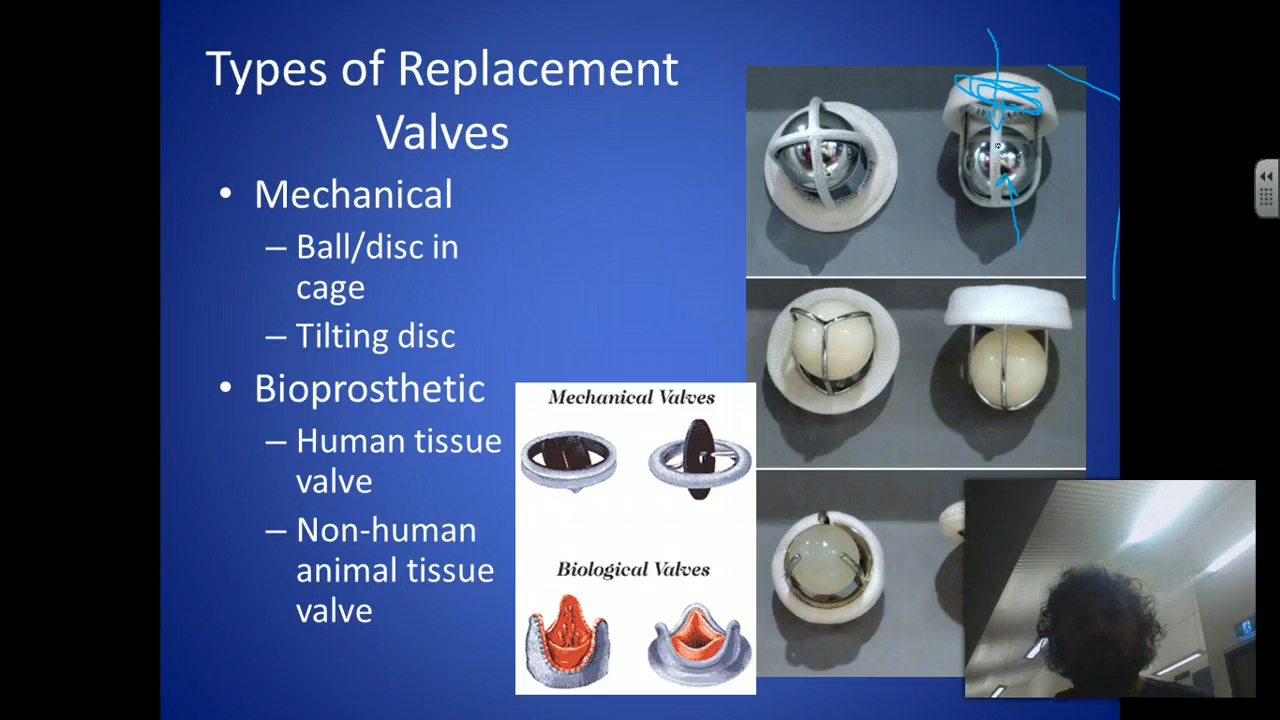 Types of Replacement
Valves
• Mechanical
– Ball/disc in
cage
– Tilting disc
• Bioprosthetic
– Human tissue
valve
– Non-human
animal tissue
valve
Mechanical Valves
Biological Valves